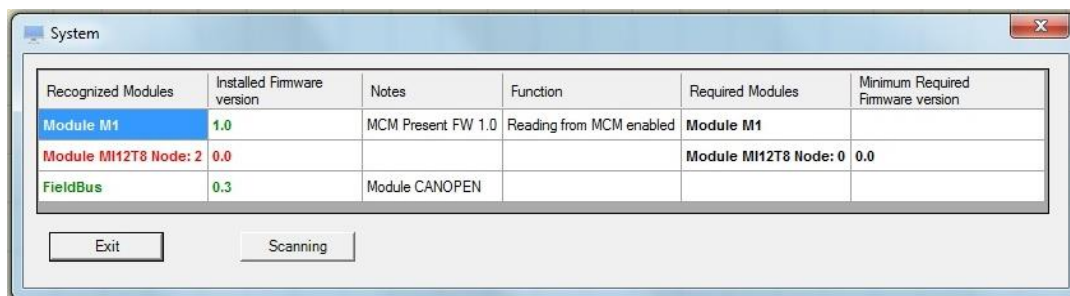 System
Recognized Modules Installed Firmware version Notes Function Required Modules Minimum Required Firmware version
Module M1 1.0 MCM Present FW 1.0 Reading from MCM enabled Module M1
Module MI12T8 Node: 2 0.0 Module MI12T8 Node: 0 0.0
FieldBus 0.3 Module CANOPEN
Exit Scanning